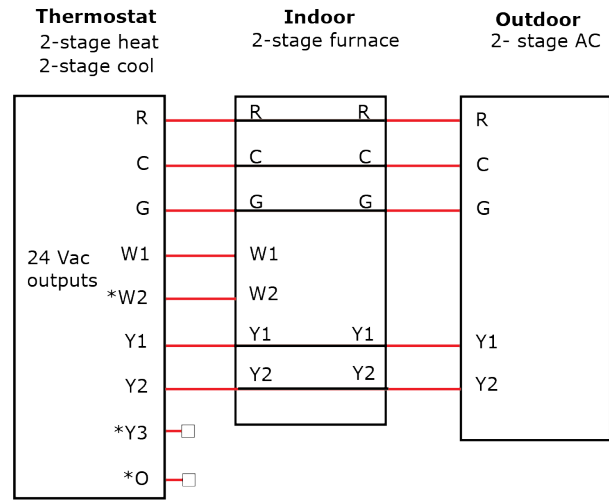 Thermostat
2-stage heat
2-stage cool
Indoor
2-stage furnace
Outdoor
2- stage AC
R R R R
C C C C
G G G G
24 Vac
outputs
W1 W1
*W2 W2
Y1 Y1 Y1 Y1
Y2 Y2 Y2 Y2
*Y3
*O